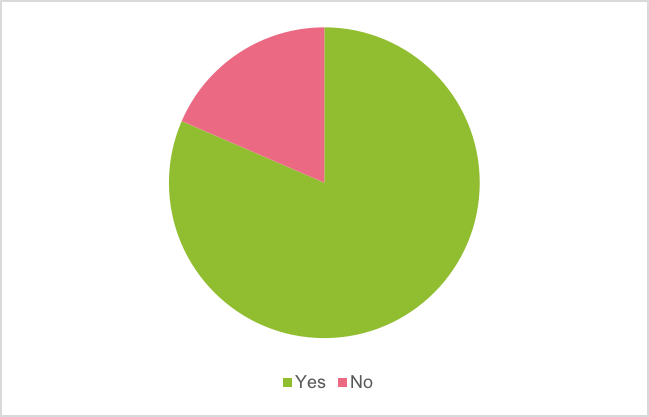 Yes No